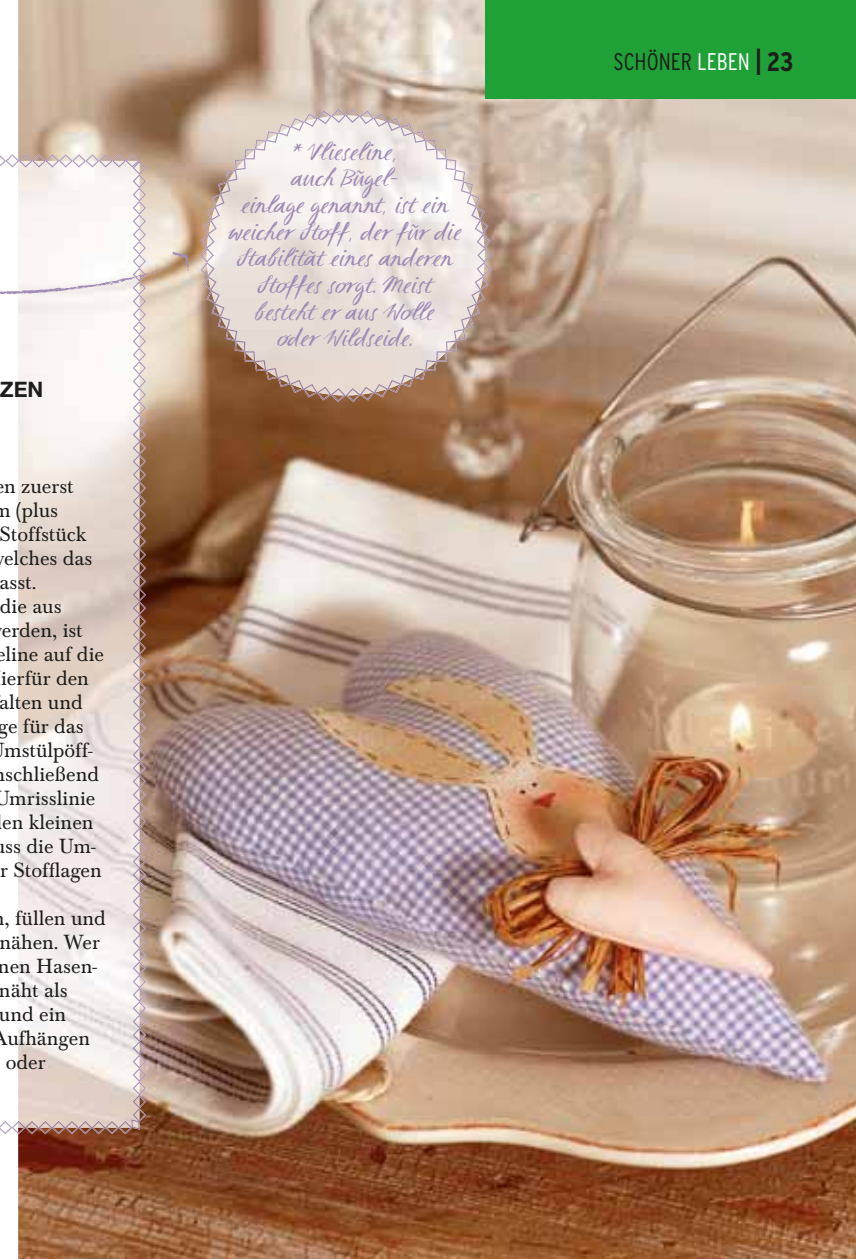 SCHÖNER LEBEN | 23
* Vlieseline,
auch Bügel-
einlage genannt, ist ein
weicher Stoff, der für die
Stabilität eines anderen
Stoffes sorgt. Meist
besteht er aus Wolle
oder Wildseide.
ZEN
en zuerst
m (plus
Stoffstück
welches das
asst.
die aus
werden, ist
eline auf die
ierfür den
alten und
ge für das
Umstülpöff-
nschließend
Umrisslinie
den kleinen
uss die Um-
r Stofflagen
n, füllen und
nähen. Wer
nen Hasen-
näht als
und ein
Aufhängen
oder